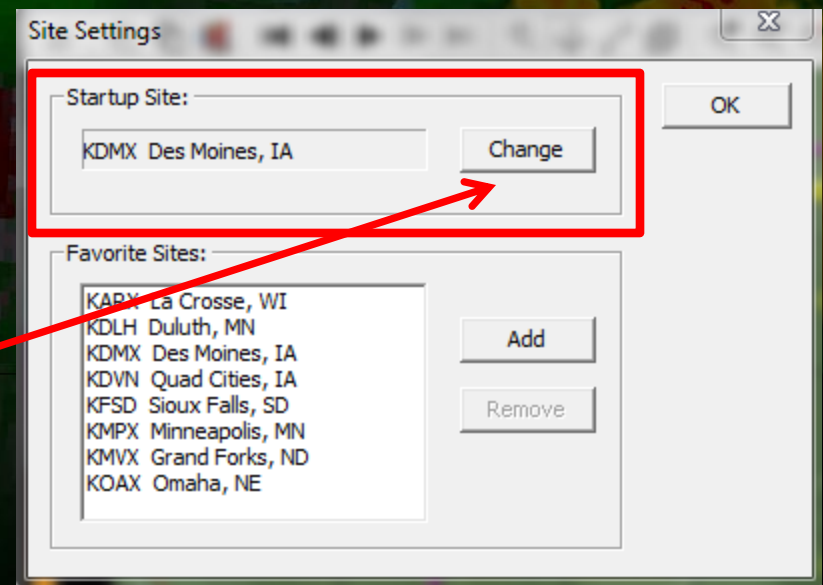 Site Settings
Startup Site:
KDMX Des Moines, IA
Change
OK
Favorite Sites:
KARX La Crosse, WI
KDLH Duluth, MN
KDMX Des Moines, IA
KDVN Quad Cities, IA
KFSD Sioux Falls, SD
KMPX Minneapolis, MN
KMVX Grand Forks, ND
KOAX Omaha, NE
Add
Remove